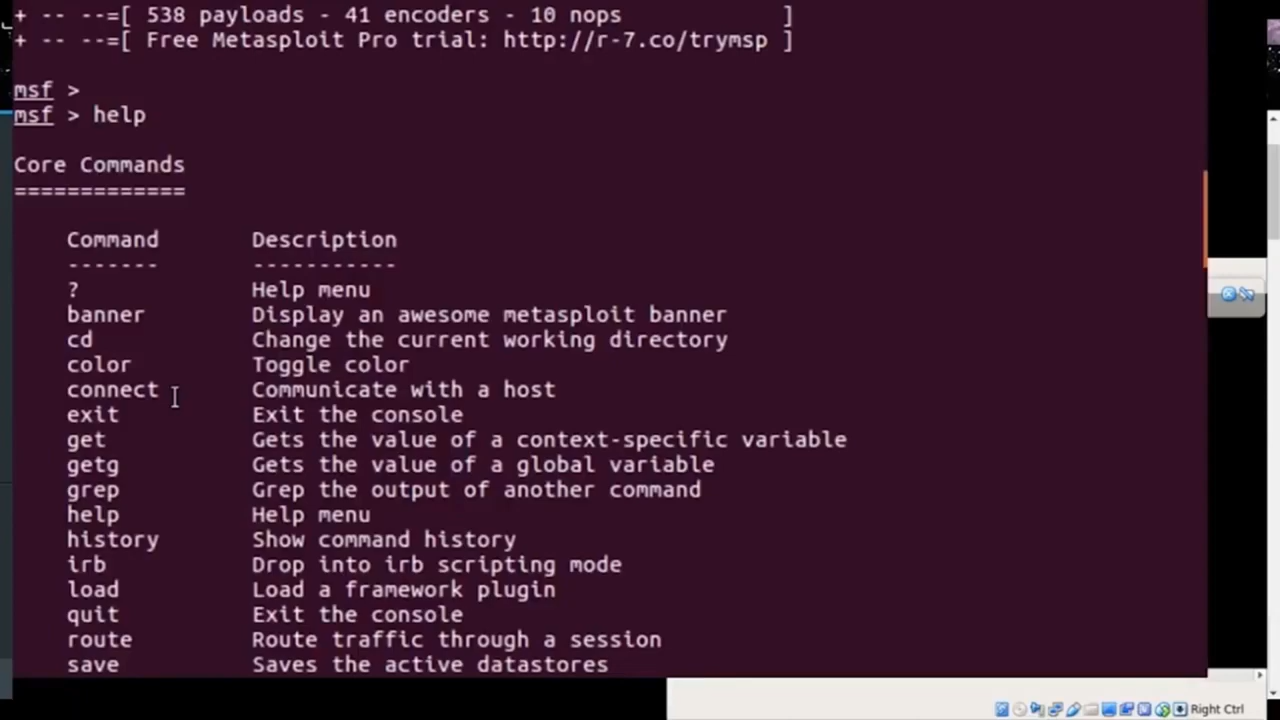 + -- --=[ 538 payloads - 41 encoders - 10 nops            ]
+ -- --=[ Free Metasploit Pro trial: http://r-7.co/trymsp ]
msf >
msf > help
Core Commands
=============
Command       Description
-------       -----------
?             Help menu
banner        Display an awesome metasploit banner
cd            Change the current working directory
color         Toggle color
connect       Communicate with a host
exit          Exit the console
get           Gets the value of a context-specific variable
getg          Gets the value of a global variable
grep          Grep the output of another command
help          Help menu
history       Show command history
irb           Drop into irb scripting mode
load          Load a framework plugin
quit          Exit the console
route         Route traffic through a session
save          Saves the active datastores
Right Ctrl